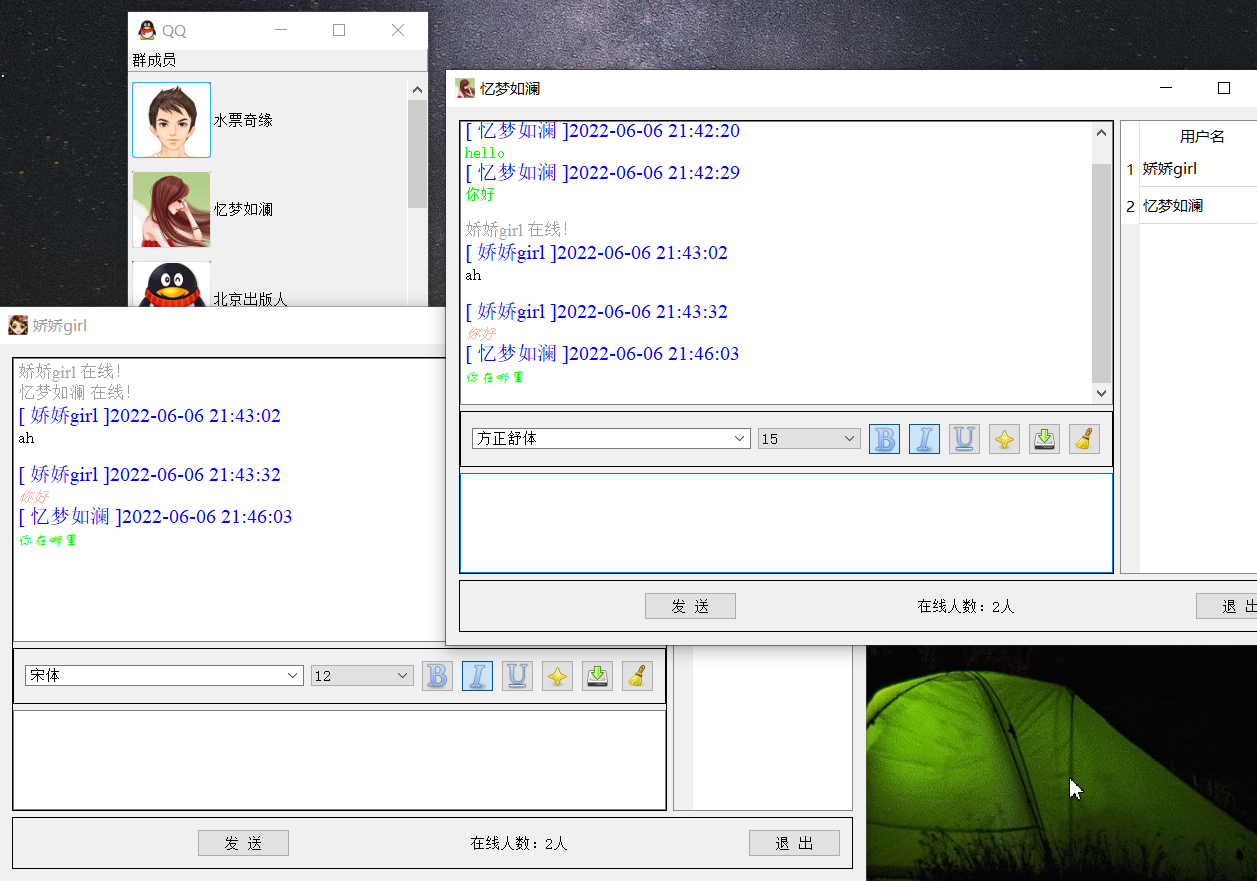 QQ
群成员
水票奇缘
忆梦如澜
北京出版人
忆梦如澜
[ 忆梦如澜 ]2022-06-06 21:42:20
hello
[ 忆梦如澜 ]2022-06-06 21:42:29
你好
娇娇girl 在线！
[ 娇娇girl ]2022-06-06 21:43:02
ah
[ 娇娇girl ]2022-06-06 21:43:32
你好
[ 忆梦如澜 ]2022-06-06 21:46:03
你在哪里
用户名
1 娇娇girl
2 忆梦如澜
方正舒体 15 B I U
发 送 在线人数：2人 退 出
娇娇girl
娇娇girl 在线！
忆梦如澜 在线！
[ 娇娇girl ]2022-06-06 21:43:02
ah
[ 娇娇girl ]2022-06-06 21:43:32
你好
[ 忆梦如澜 ]2022-06-06 21:46:03
你在哪里
宋体 12 B I U
发 送 在线人数：2人 退 出